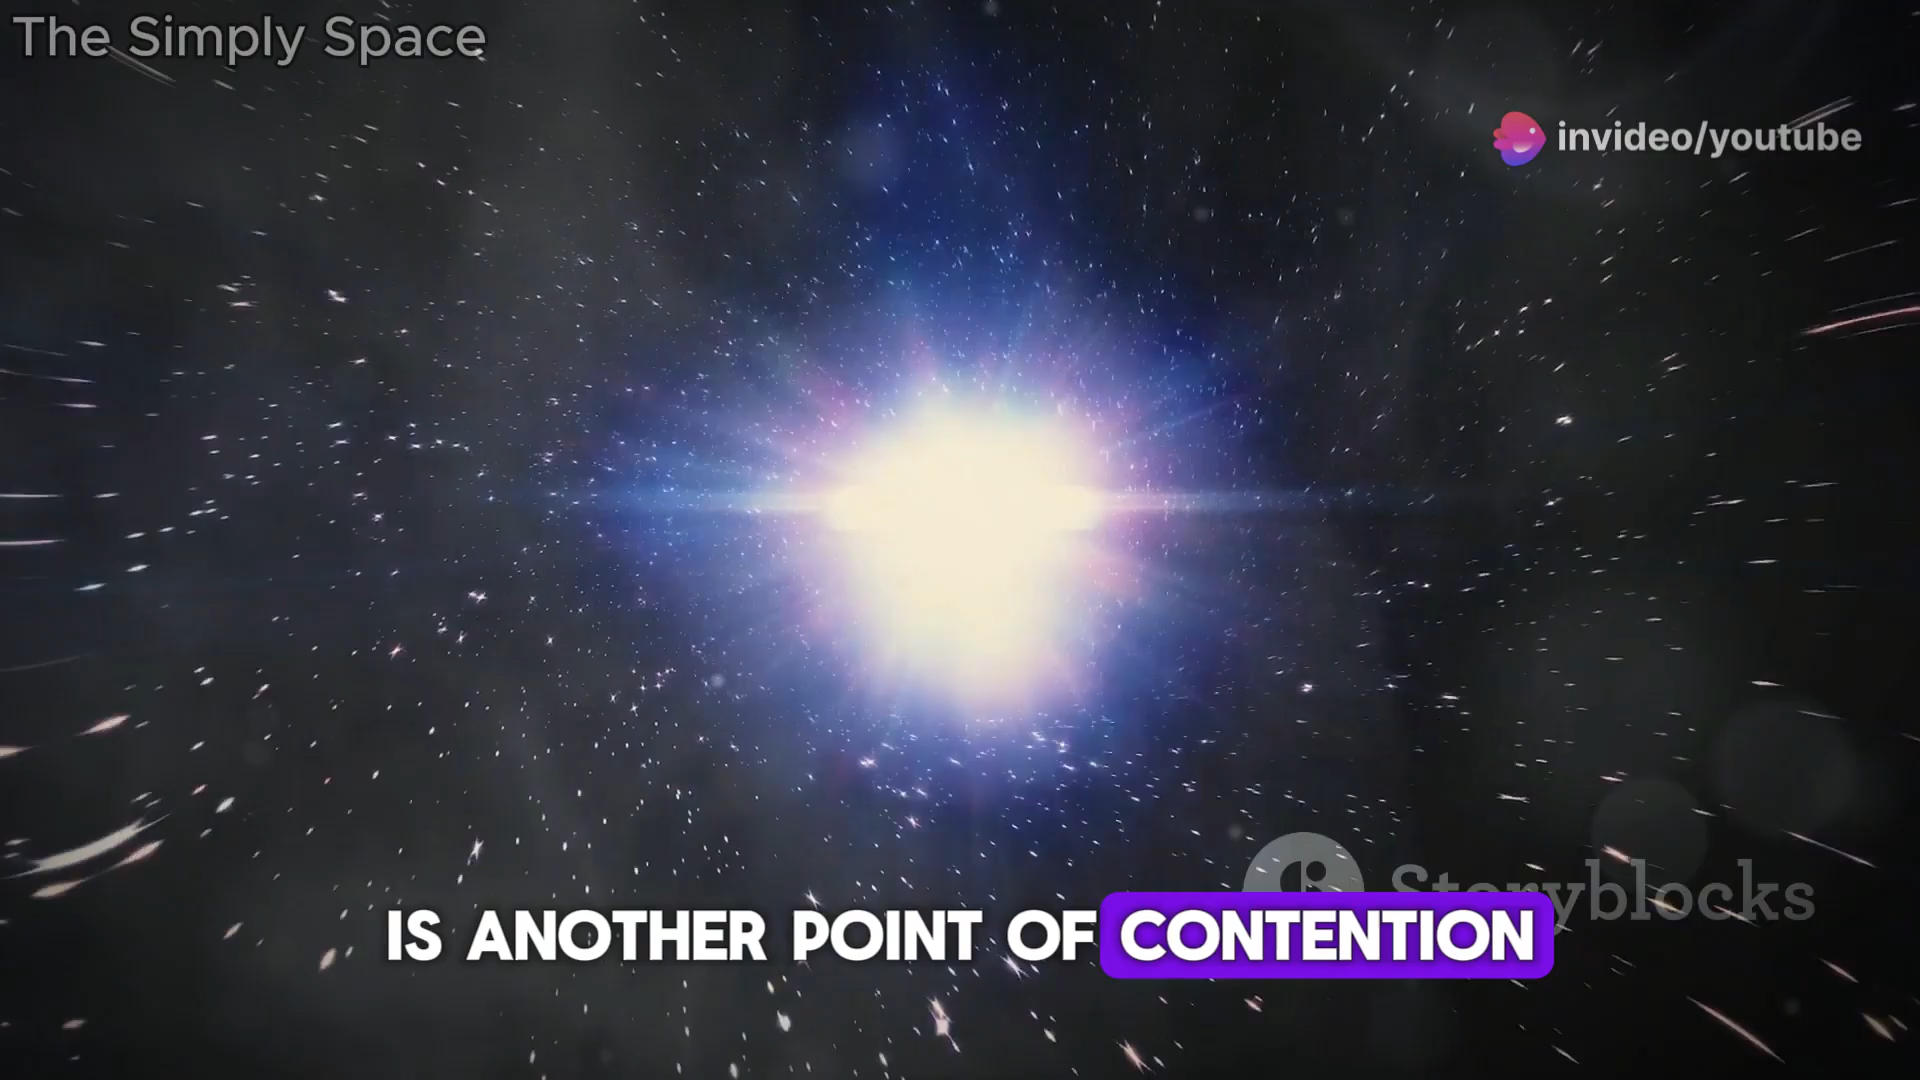 The Simply Space
invideo/youtube
Storyblocks
IS ANOTHER POINT OF CONTENTION